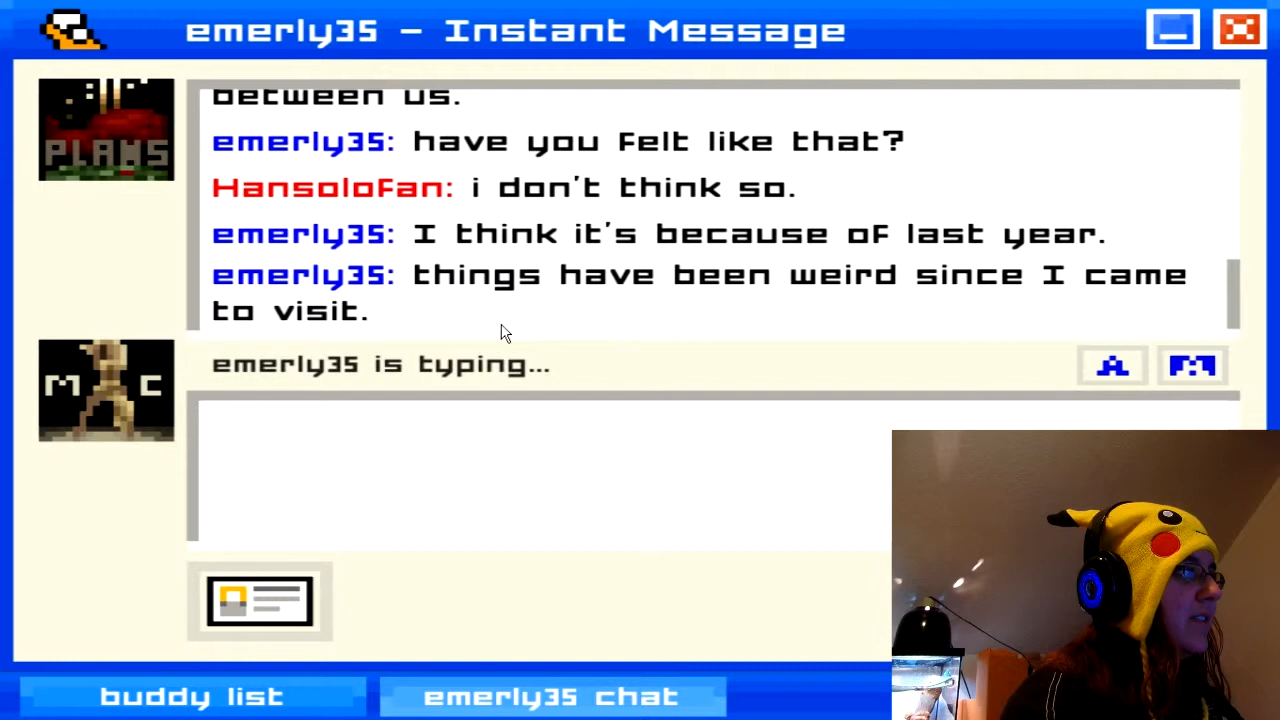 emerly35 - Instant Message
between us.
emerly35: have you felt like that?
HansoloFan: i don't think so.
emerly35: I think it's because of last year.
emerly35: things have been weird since I came
to visit.
PLANS
emerly35 is typing...
A
M C
buddy list
emerly35 chat